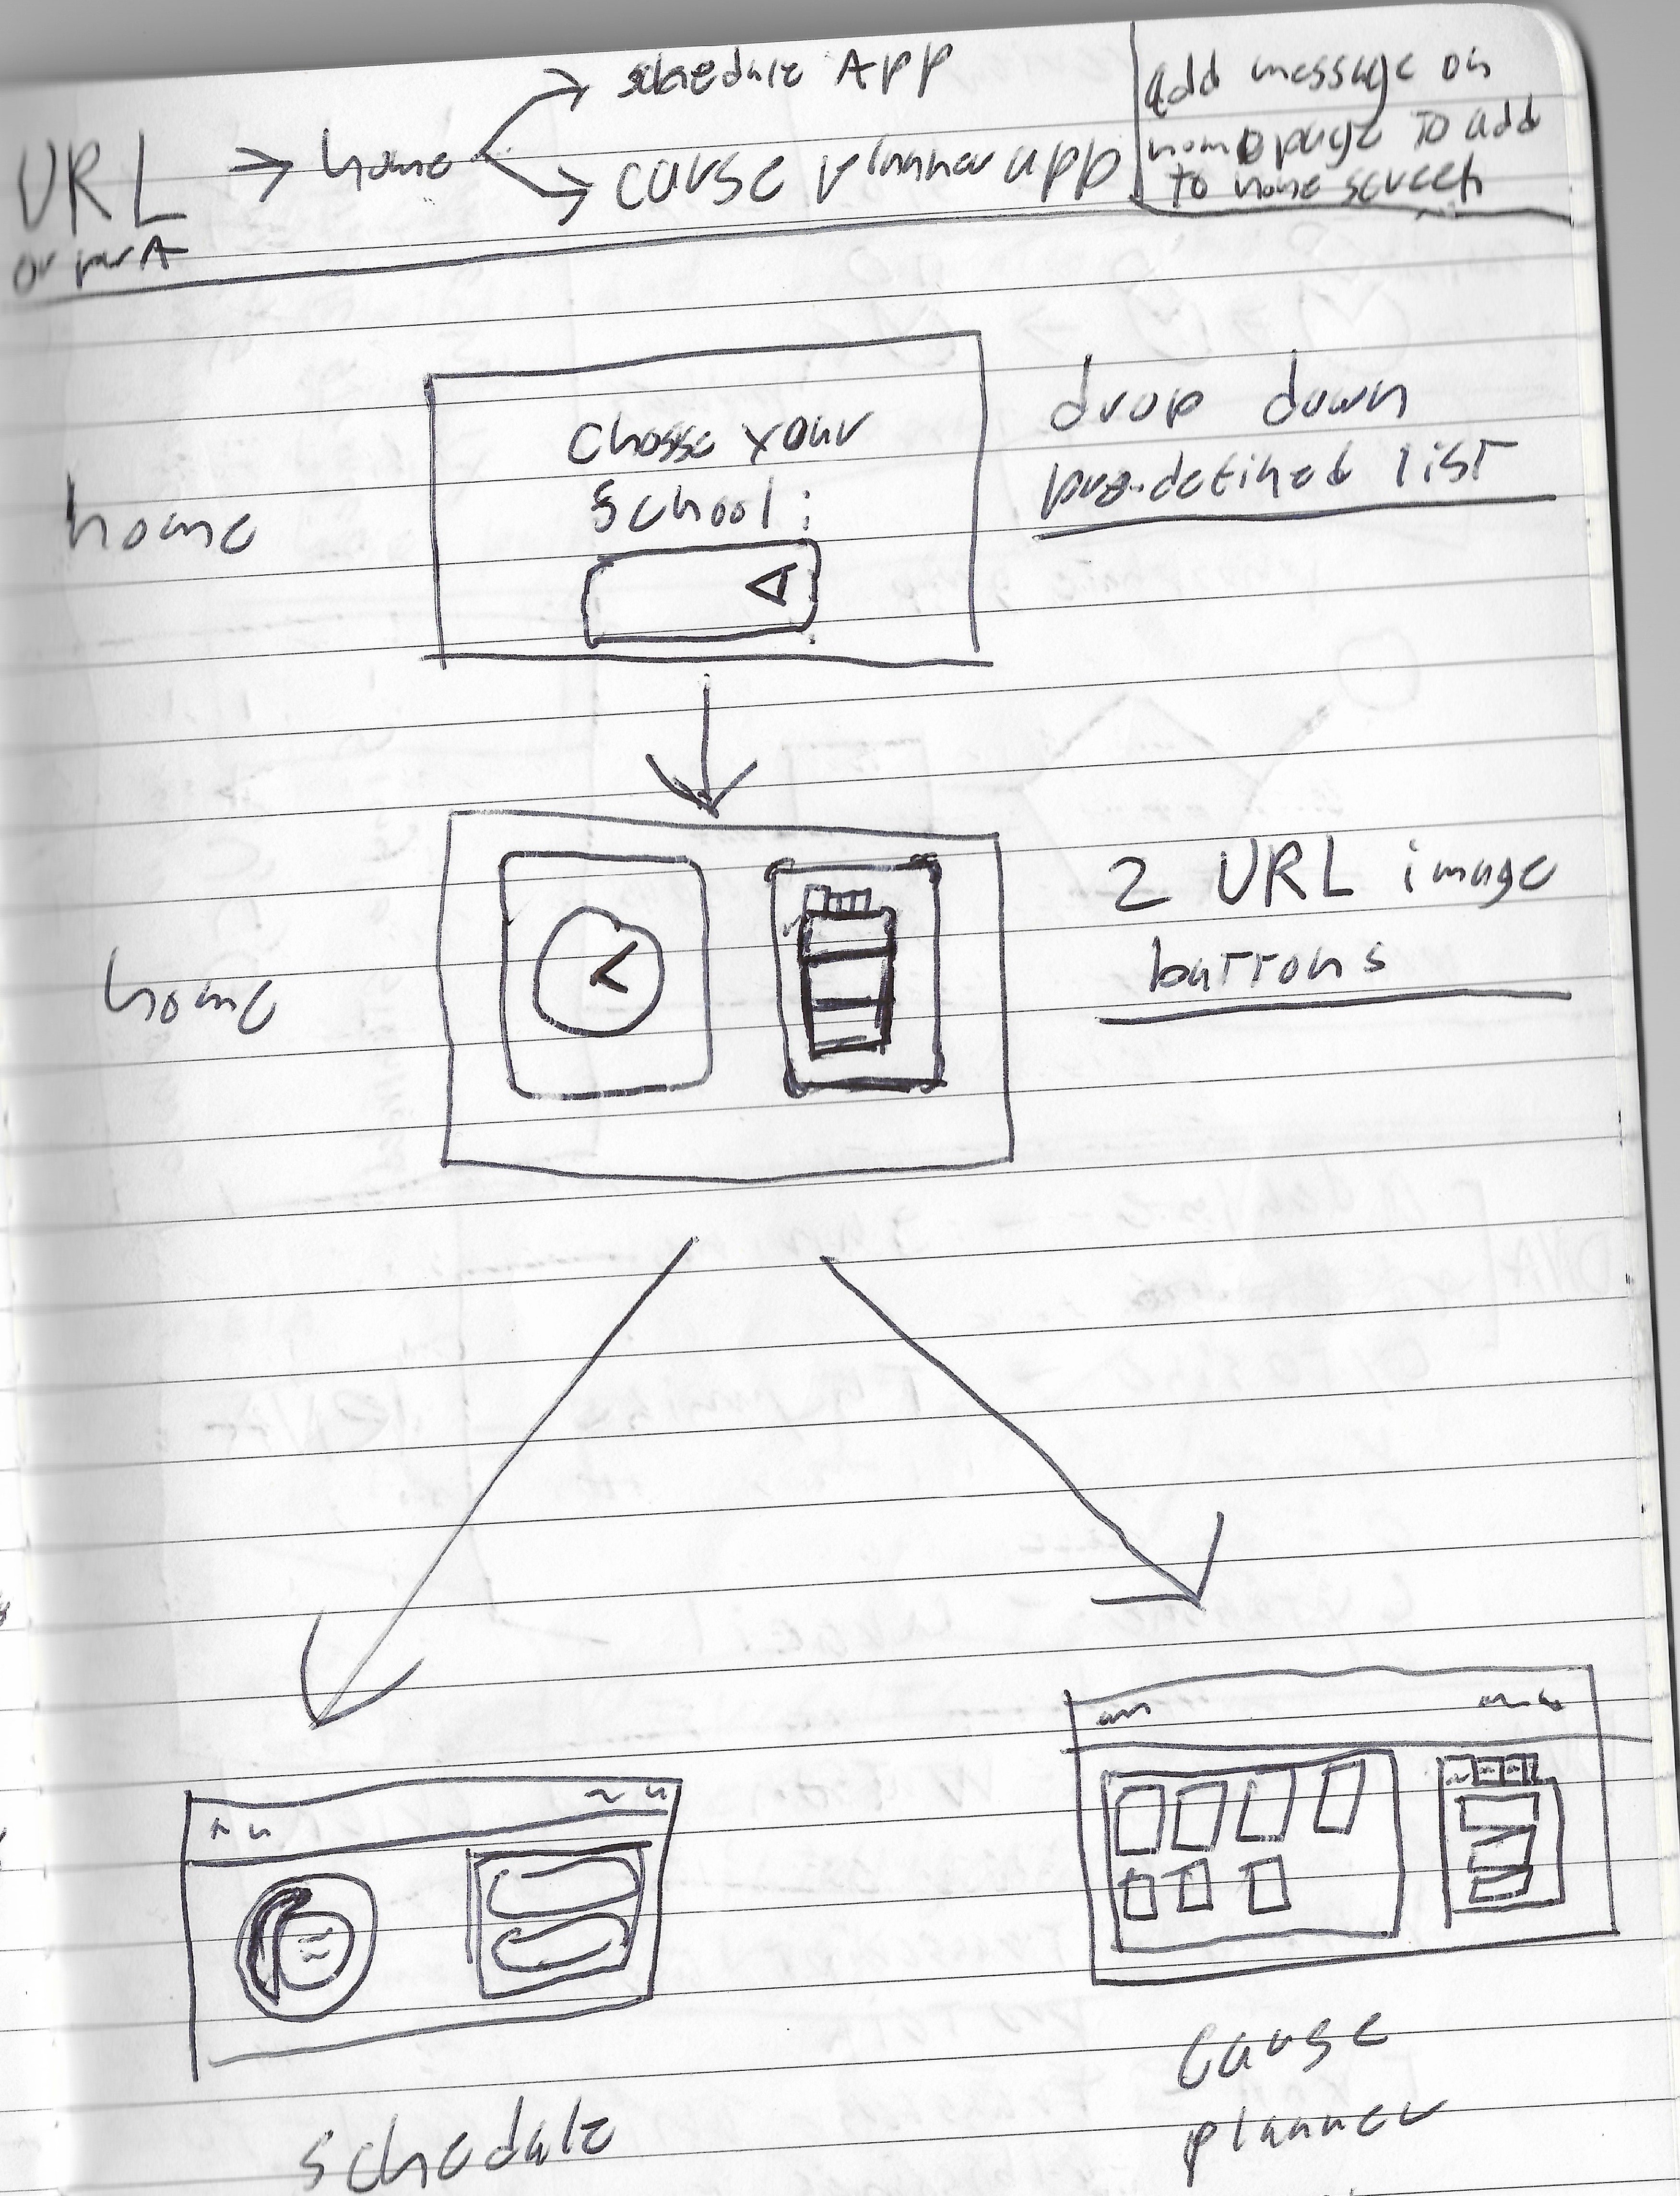 schedule App
URL → home
course planner app
or pwA
add message on
home page to add
to home screen
Choose your
School:
drop down
pre-defined list
home
2 URL image
buttons
home
schedule
course
planner